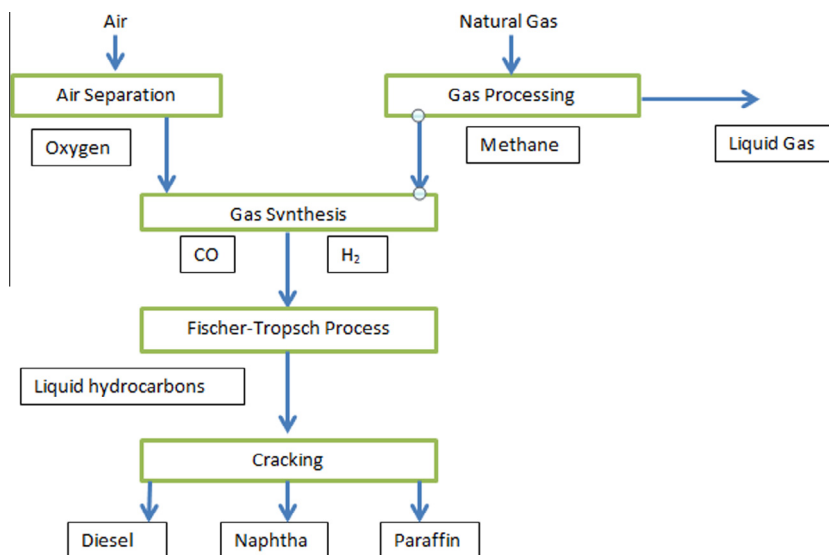 Air
Natural Gas
Air Separation
Gas Processing
Oxygen
Methane
Liquid Gas
Gas Svnthesis
CO
H₂
Fischer-Tropsch Process
Liquid hydrocarbons
Cracking
Diesel
Naphtha
Paraffin